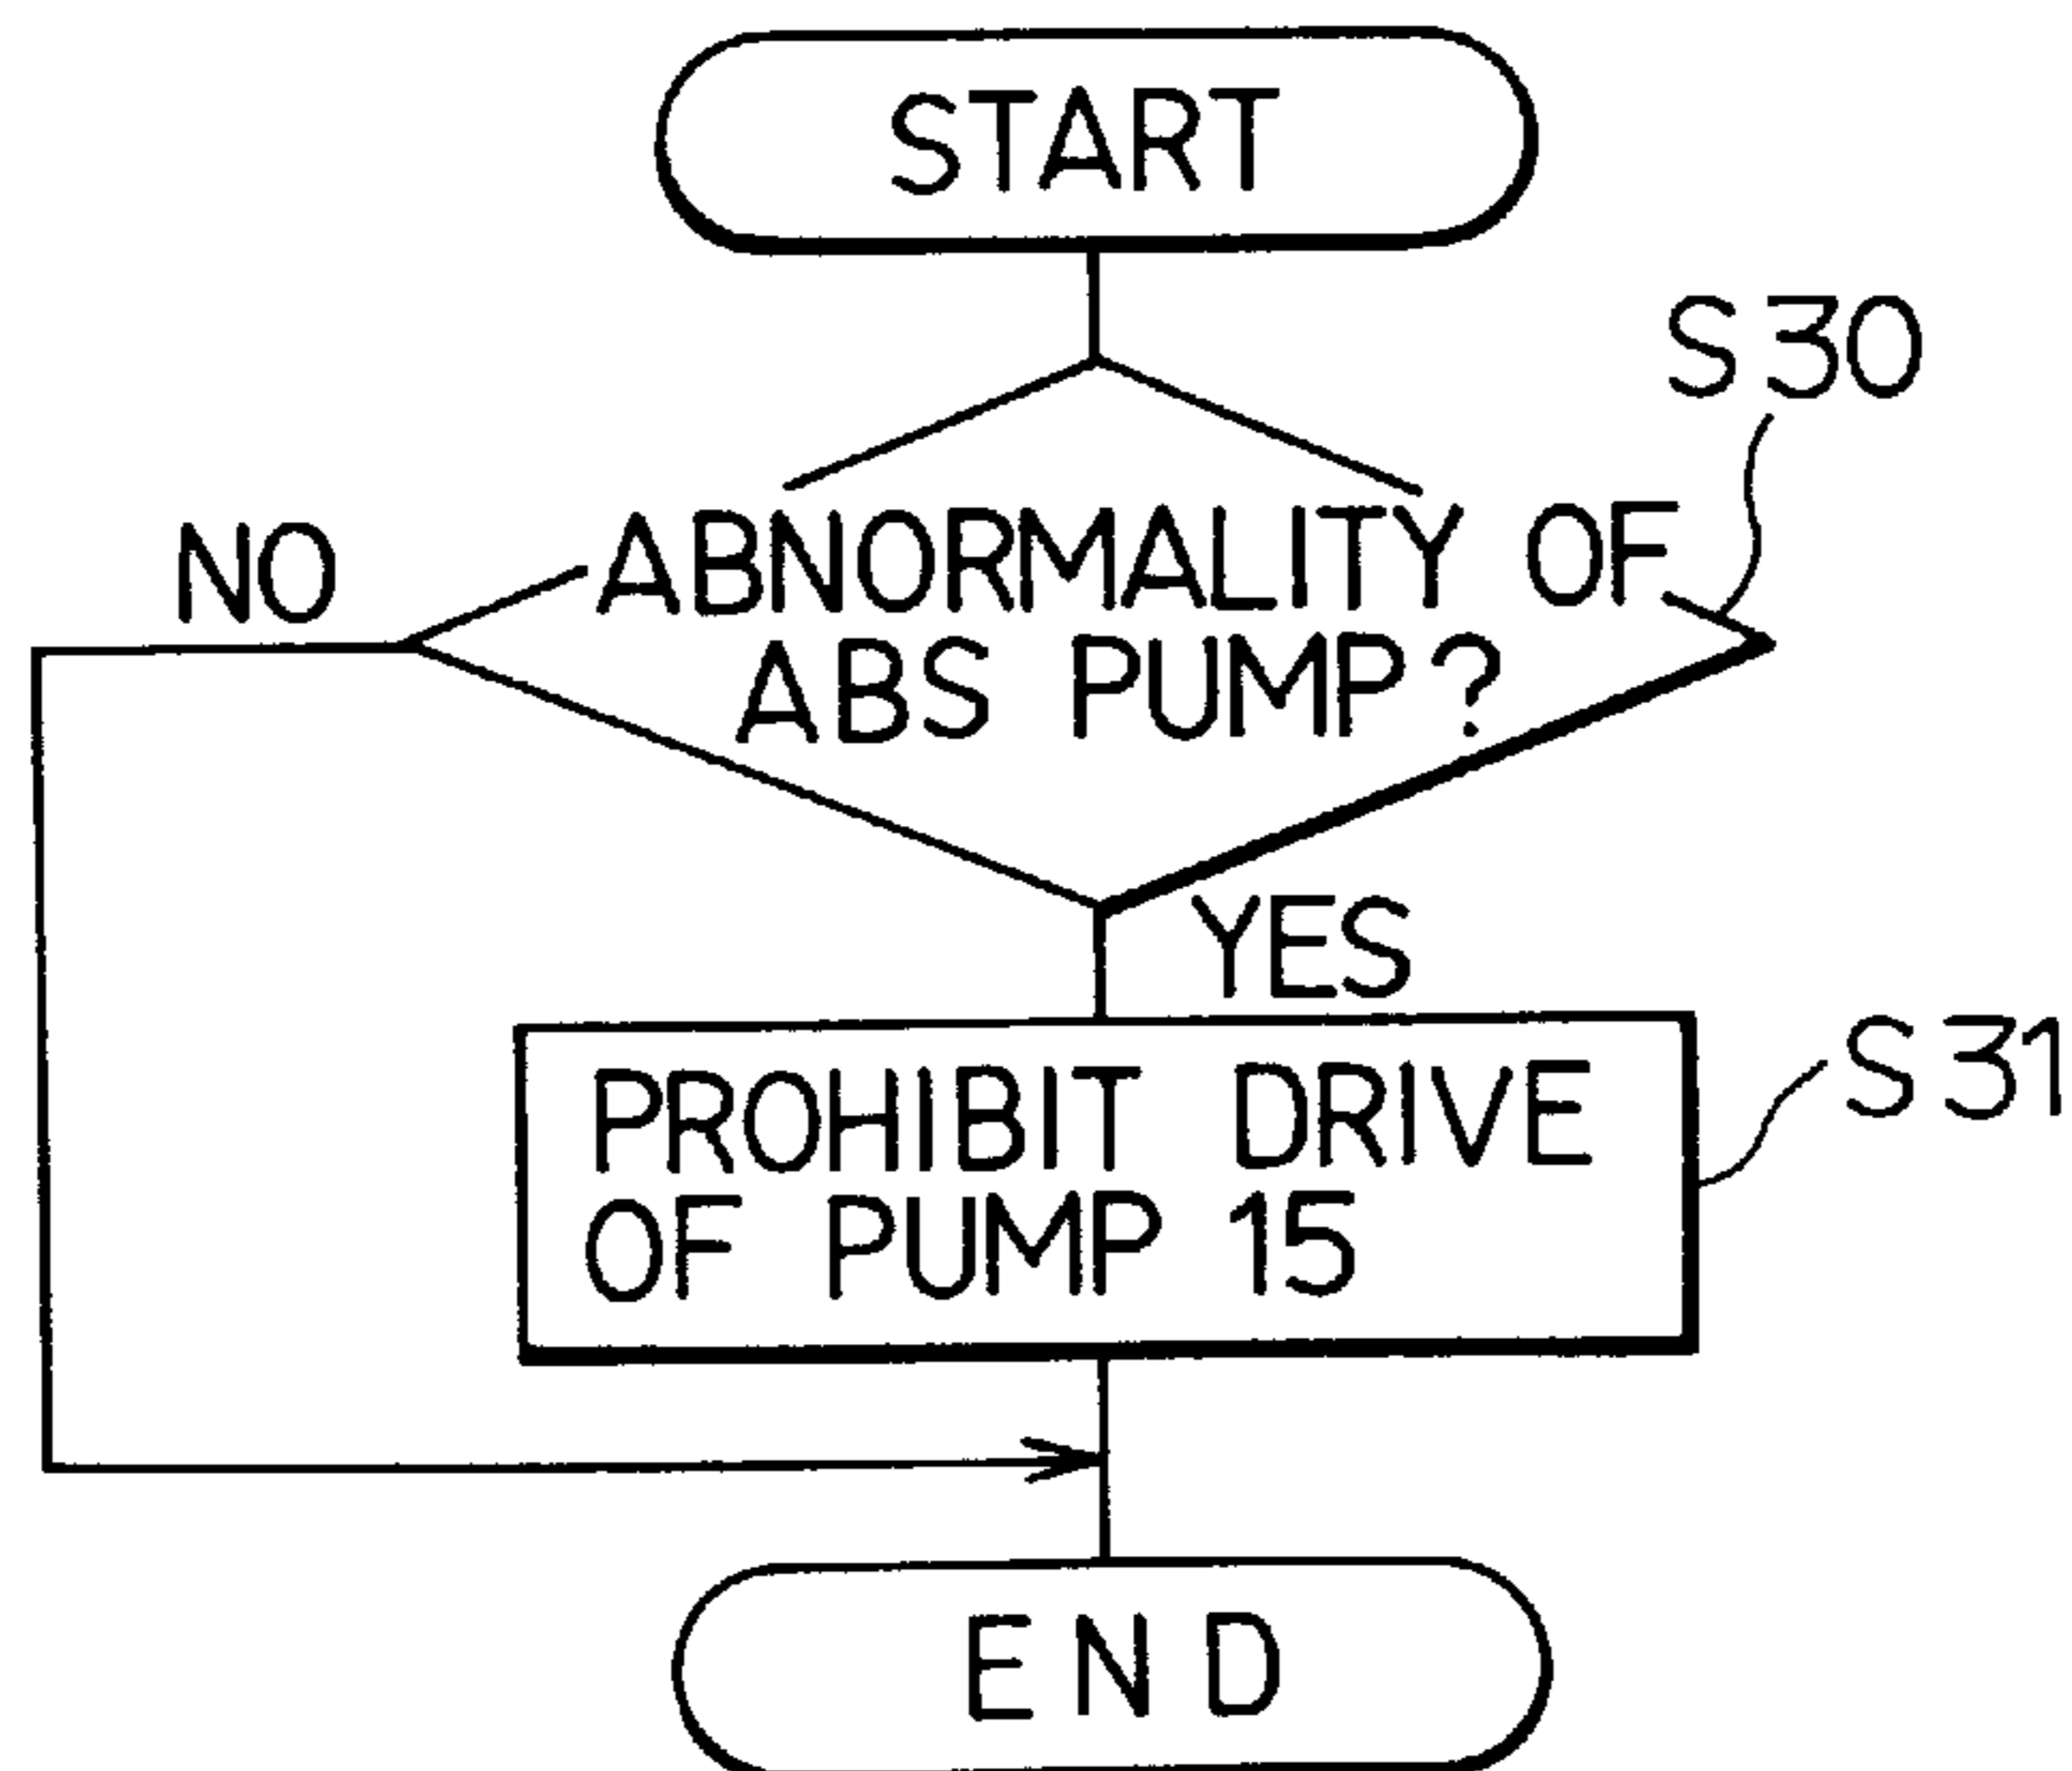 START
S30
NO
ABNORMALITY OF
ABS PUMP?
YES
S31
PROHIBIT DRIVE
OF PUMP 15
END